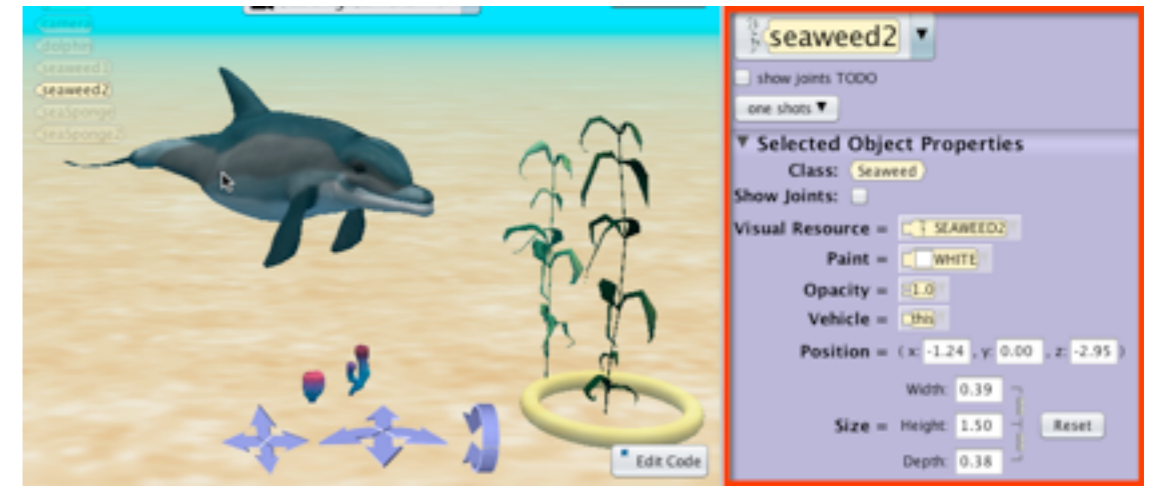 camera
dolphin
seaweed1
seaweed2
seaSponge
seaSponge2
Edit Code
seaweed2
show joints TODO
one shots
Selected Object Properties
Class: Seaweed
Show Joints:
Visual Resource = SEAWEED2
Paint = WHITE
Opacity = 1.0
Vehicle = this
Position = ( x: -1.24 , y: 0.00 , z: -2.95 )
Width: 0.39
Size = Height: 1.50 Reset
Depth: 0.38